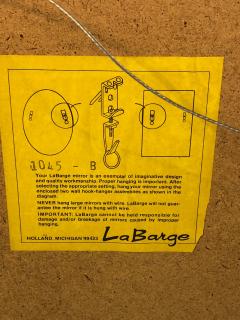 1045 - B
Your LaBarge mirror is an exemplar of imaginative design
and quality workmanship. Proper hanging is important. After
selecting the appropriate setting, hang your mirror using the
enclosed two wall hook-hanger assemblies as shown in the
diagram.
NEVER hang large mirrors with wire. LaBarge will not guar-
antee the mirror if it is hung with wire.
IMPORTANT: LaBarge cannot be held responsible for
damage and/or breakage of mirrors caused by improper
hanging.
HOLLAND, MICHIGAN 49423
LaBarge